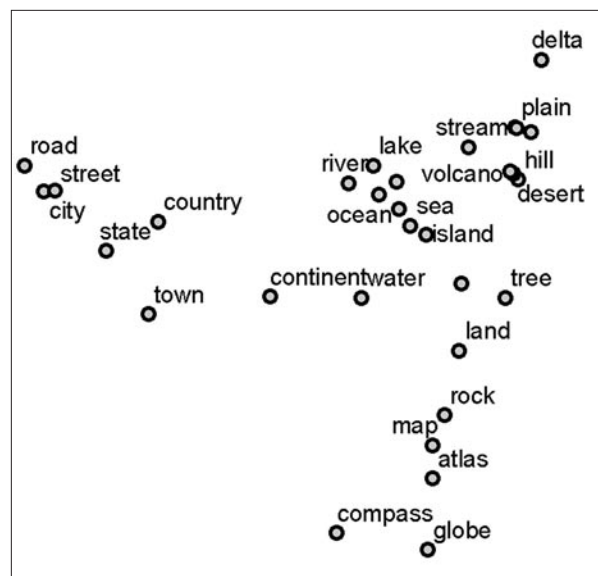 delta
plain
stream
road
lake
river
hill
volcano
street
desert
city
country
sea
ocean
island
state
continent
water
tree
town
land
rock
map
atlas
compass
globe